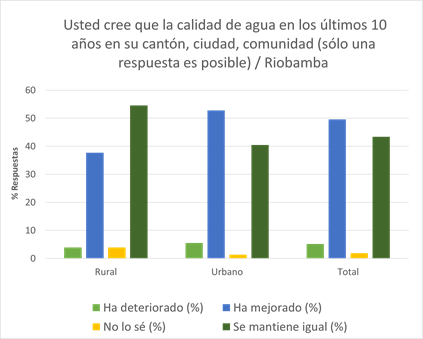 Usted cree que la calidad de agua en los últimos 10
años en su cantón, ciudad, comunidad (sólo una
respuesta es posible) / Riobamba
60
50
40
30
20
10
0
% Respuestas
Rural Urbano Total
Ha deteriorado (%) Ha mejorado (%)
No lo sé (%) Se mantiene igual (%)